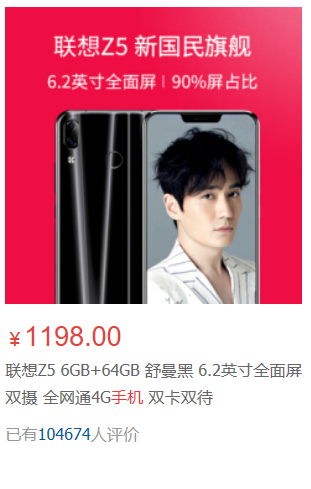 联想Z5 新国民旗舰
6.2英寸全面屏 | 90%屏占比
￥1198.00
联想Z5 6GB+64GB 舒曼黑 6.2英寸全面屏
双摄 全网通4G手机 双卡双待
已有104674人评价